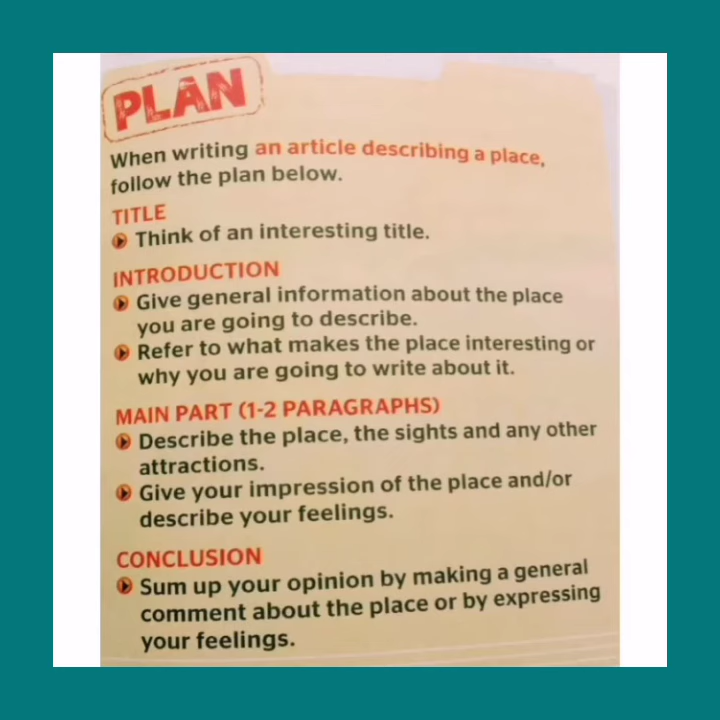 PLAN
When writing an article describing a place,
follow the plan below.
TITLE
Think of an interesting title.
INTRODUCTION
Give general information about the place
you are going to describe.
Refer to what makes the place interesting or
why you are going to write about it.
MAIN PART (1-2 PARAGRAPHS)
Describe the place, the sights and any other
attractions.
Give your impression of the place and/or
describe your feelings.
CONCLUSION
Sum up your opinion by making a general
comment about the place or by expressing
your feelings.